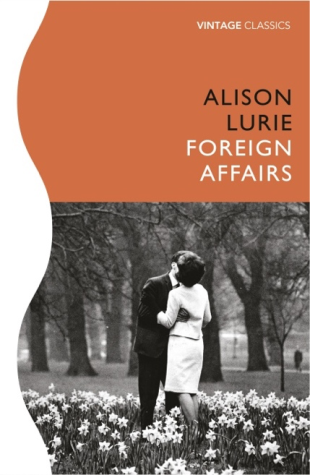 VINTAGE CLASSICS
ALISON
LURIE
FOREIGN
AFFAIRS